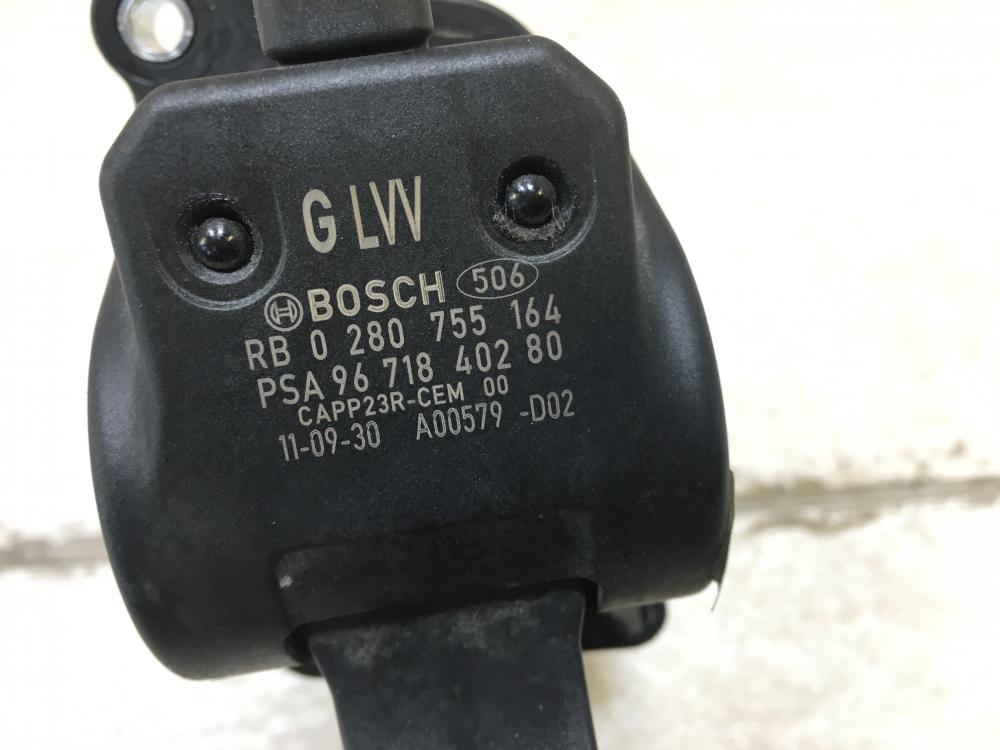 G LVV
BOSCH 506
RB 0 280 755 164
PSA 96 718 402 80
CAPP23R-CEM 00
11-09-30 A00579 -D02